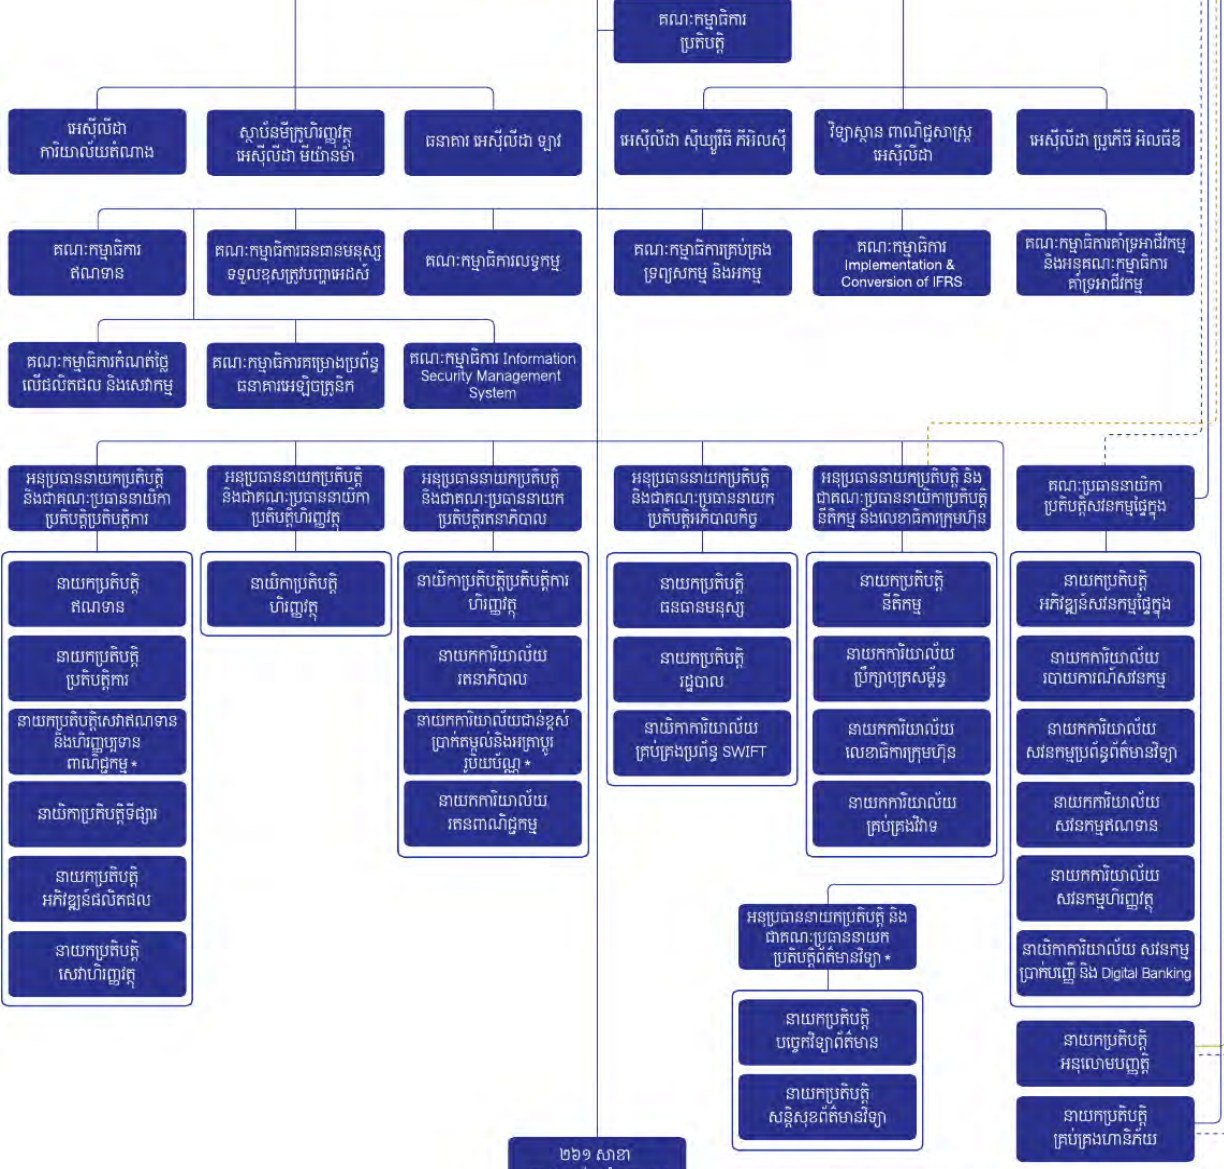 គណៈកម្មាធិការ
ប្រតិបត្តិ
អេស៊ីលីដា
ការិយាល័យតំណាង
ស្ថាប័នមីក្រូហិរញ្ញវត្ថុ
អេស៊ីលីដា មីយ៉ាន់ម៉ា
ធនាគារ អេស៊ីលីដា ឡាវ
អេស៊ីលីដា ស៊ីឃ្យួរឹធី ភីអិលស៊ី
វិទ្យាស្ថាន ពាណិជ្ជសាស្ត្រ
អេស៊ីលីដា
អេស៊ីលីដា ប្រូភើធី អិលធីឌី
គណៈកម្មាធិការ
ឥណទាន
គណៈកម្មាធិការធនធានមនុស្ស
ទទួលខុសត្រូវបញ្ហាអេដស៍
គណៈកម្មាធិការលទ្ធកម្ម
គណៈកម្មាធិការគ្រប់គ្រង
ទ្រព្យសកម្ម និងអកម្ម
គណៈកម្មាធិការ
Implementation &
Conversion of IFRS
គណៈកម្មាធិការគាំទ្រអាជីវកម្ម
និងអនុគណៈកម្មាធិការ
គាំទ្រអាជីវកម្ម
គណៈកម្មាធិការកំណត់ថ្លៃ
លើផលិតផល និងសេវាកម្ម
គណៈកម្មាធិការគម្រោងប្រព័ន្ធ
ធនាគារអេឡិចត្រូនិក
គណៈកម្មាធិការ Information
Security Management
System
អនុប្រធាននាយកប្រតិបត្តិ
និងជាគណៈប្រធាននាយិកា
ប្រតិបត្តិប្រតិបត្តិការ
អនុប្រធាននាយកប្រតិបត្តិ
និងជាគណៈប្រធាននាយិកា
ប្រតិបត្តិហិរញ្ញវត្ថុ
អនុប្រធាននាយកប្រតិបត្តិ
និងជាគណៈប្រធាននាយក
ប្រតិបត្តិរតនាភិបាល
អនុប្រធាននាយកប្រតិបត្តិ
និងជាគណៈប្រធាននាយក
ប្រតិបត្តិអភិបាលកិច្ច
អនុប្រធាននាយកប្រតិបត្តិ និង
ជាគណៈប្រធាននាយិកាប្រតិបត្តិ
នីតិកម្ម និងលេខាធិការក្រុមហ៊ុន
គណៈប្រធាននាយិកា
ប្រតិបត្តិសវនកម្មផ្ទៃក្នុង
នាយកប្រតិបត្តិ
ឥណទាន
នាយកប្រតិបត្តិ
ប្រតិបត្តិការ
នាយកប្រតិបត្តិសេវាឥណទាន
និងហិរញ្ញប្បទាន
ពាណិជ្ជកម្ម *
នាយិកាប្រតិបត្តិទីផ្សារ
នាយកប្រតិបត្តិ
អភិវឌ្ឍន៍ផលិតផល
នាយកប្រតិបត្តិ
សេវាហិរញ្ញវត្ថុ
នាយិកាប្រតិបត្តិ
ហិរញ្ញវត្ថុ
នាយិកាប្រតិបត្តិប្រតិបត្តិការ
ហិរញ្ញវត្ថុ
នាយកការិយាល័យ
រតនាភិបាល
នាយកការិយាល័យជាន់ខ្ពស់
ប្រាក់តម្កល់និងអត្រាប្តូរ
រូបិយប័ណ្ណ *
នាយកការិយាល័យ
រតនពាណិជ្ជកម្ម
នាយកប្រតិបត្តិ
ធនធានមនុស្ស
នាយកប្រតិបត្តិ
រដ្ឋបាល
នាយិកាការិយាល័យ
គ្រប់គ្រងប្រព័ន្ធ SWIFT
នាយកប្រតិបត្តិ
នីតិកម្ម
នាយកការិយាល័យ
ប្រឹក្សាបុត្រសម្ព័ន្ធ
នាយកការិយាល័យ
លេខាធិការក្រុមហ៊ុន
នាយកការិយាល័យ
គ្រប់គ្រងវិវាទ
នាយកប្រតិបត្តិ
អភិវឌ្ឍន៍សវនកម្មផ្ទៃក្នុង
នាយកការិយាល័យ
របាយការណ៍សវនកម្ម
នាយកការិយាល័យ
សវនកម្មប្រព័ន្ធព័ត៌មានវិទ្យា
នាយកការិយាល័យ
សវនកម្មឥណទាន
នាយកការិយាល័យ
សវនកម្មហិរញ្ញវត្ថុ
នាយិកាការិយាល័យ សវនកម្ម
ប្រាក់បញ្ញើ និង Digital Banking
អនុប្រធាននាយកប្រតិបត្តិ និង
ជាគណៈប្រធាននាយក
ប្រតិបត្តិព័ត៌មានវិទ្យា *
នាយកប្រតិបត្តិ
បច្ចេកវិទ្យាព័ត៌មាន
នាយកប្រតិបត្តិ
សន្តិសុខព័ត៌មានវិទ្យា
នាយកប្រតិបត្តិ
អនុលោមបញ្ញត្តិ
នាយកប្រតិបត្តិ
គ្រប់គ្រងហានិភ័យ
២៦១ សាខា